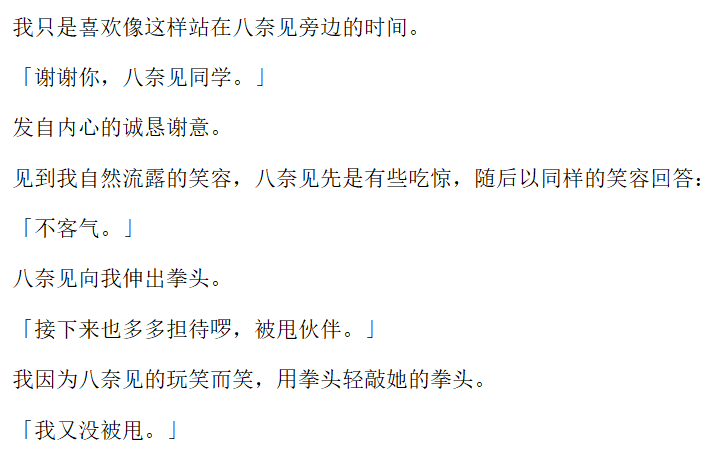 我只是喜欢像这样站在八奈见旁边的时间。
「谢谢你，八奈见同学。」
发自内心的诚恳谢意。
见到我自然流露的笑容，八奈见先是有些吃惊，随后以同样的笑容回答：
「不客气。」
八奈见向我伸出拳头。
「接下来也多多担待啰，被甩伙伴。」
我因为八奈见的玩笑而笑，用拳头轻敲她的拳头。
「我又没被甩。」